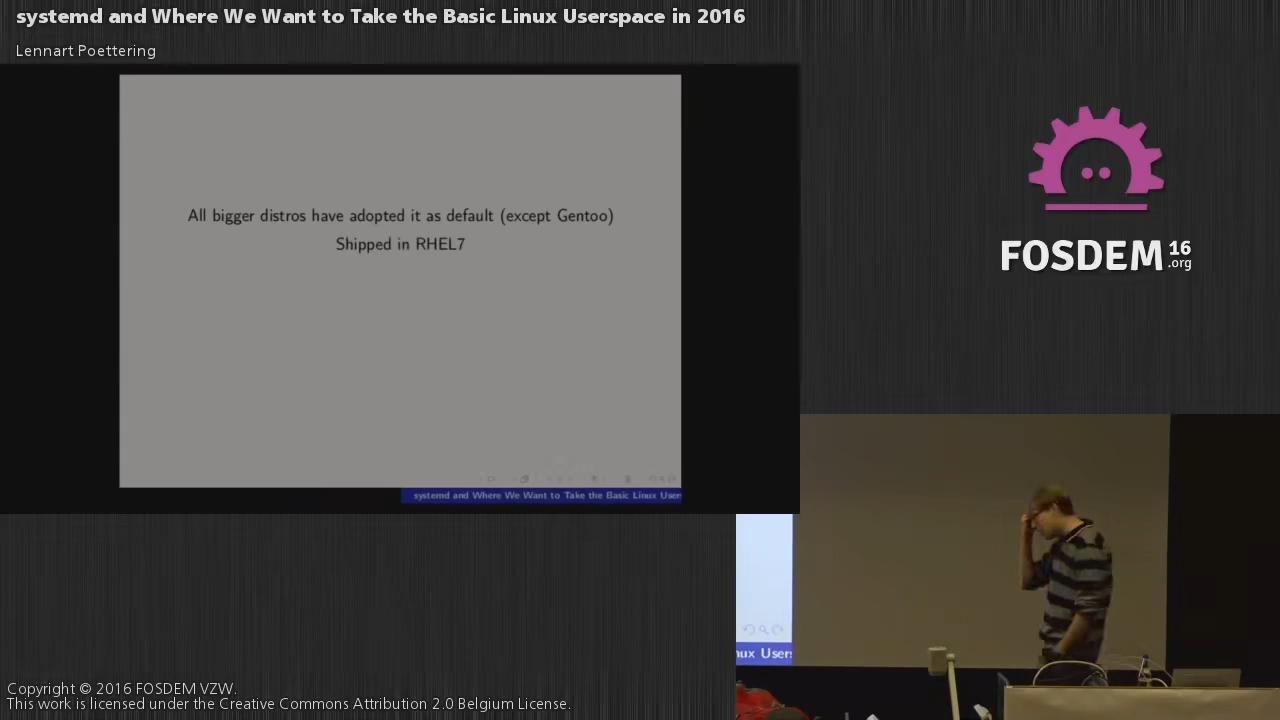 systemd and Where We Want to Take the Basic Linux Userspace in 2016
Lennart Poettering
All bigger distros have adopted it as default (except Gentoo)
Shipped in RHEL7
systemd and Where We Want to Take the Basic Linux User
FOSDEM 16 .org
nux Users
Copyright © 2016 FOSDEM VZW.
This work is licensed under the Creative Commons Attribution 2.0 Belgium License.